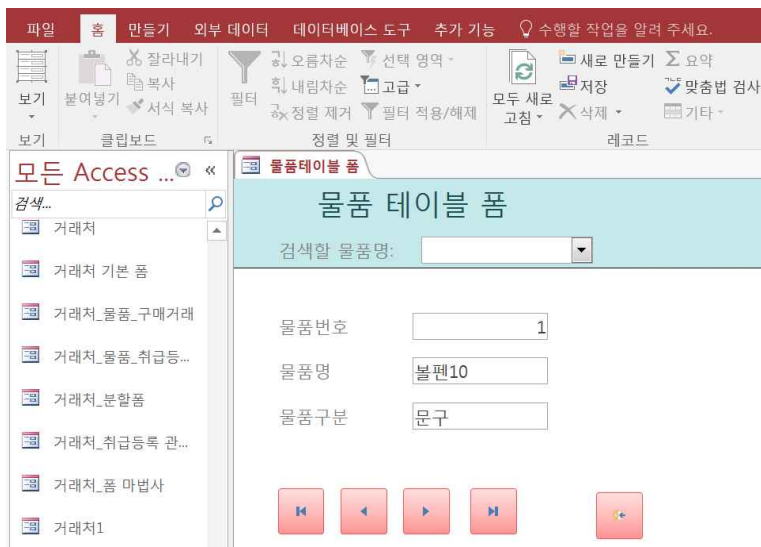 파일 홈 만들기 외부 데이터 데이터베이스 도구 추가 기능 수행할 작업을 알려 주세요.
보기
붙여넣기
잘라내기
복사
서식 복사
필터
오름차순
내림차순
정렬 제거
선택 영역
고급
필터 적용/해제
모두 새로
고침
새로 만들기
저장
삭제
요약
맞춤법 검사
기타
보기 클립보드 정렬 및 필터 레코드
모든 Access ...
검색...
거래처
거래처 기본 폼
거래처_물품_구매거래
거래처_물품_취급등...
거래처_분할폼
거래처_취급등록 관...
거래처_폼 마법사
거래처1
물품테이블 폼
물품 테이블 폼
검색할 물품명:
물품번호 1
물품명 볼펜10
물품구분 문구